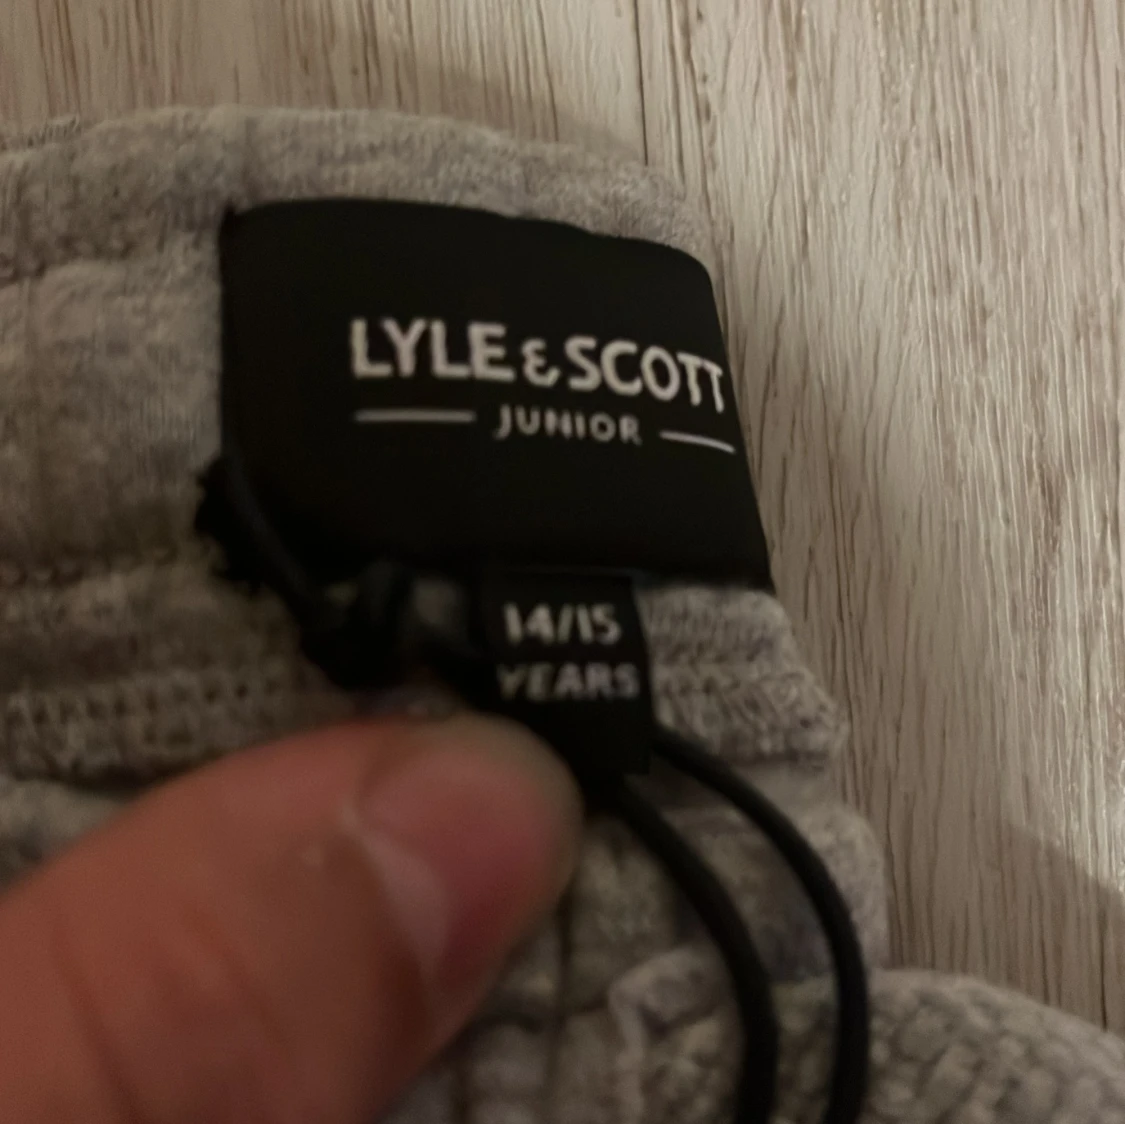 LYLE & SCOTT
JUNIOR
14/15
YEARS